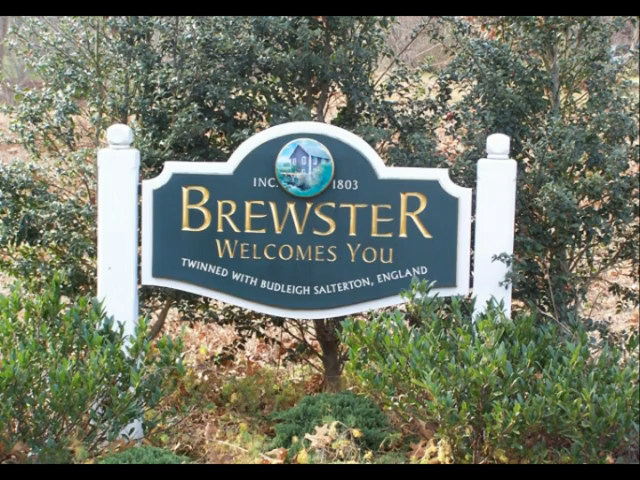 INC. 1803
BREWSTER
WELCOMES YOU
TWINNED WITH BUDLEIGH SALTERTON, ENGLAND